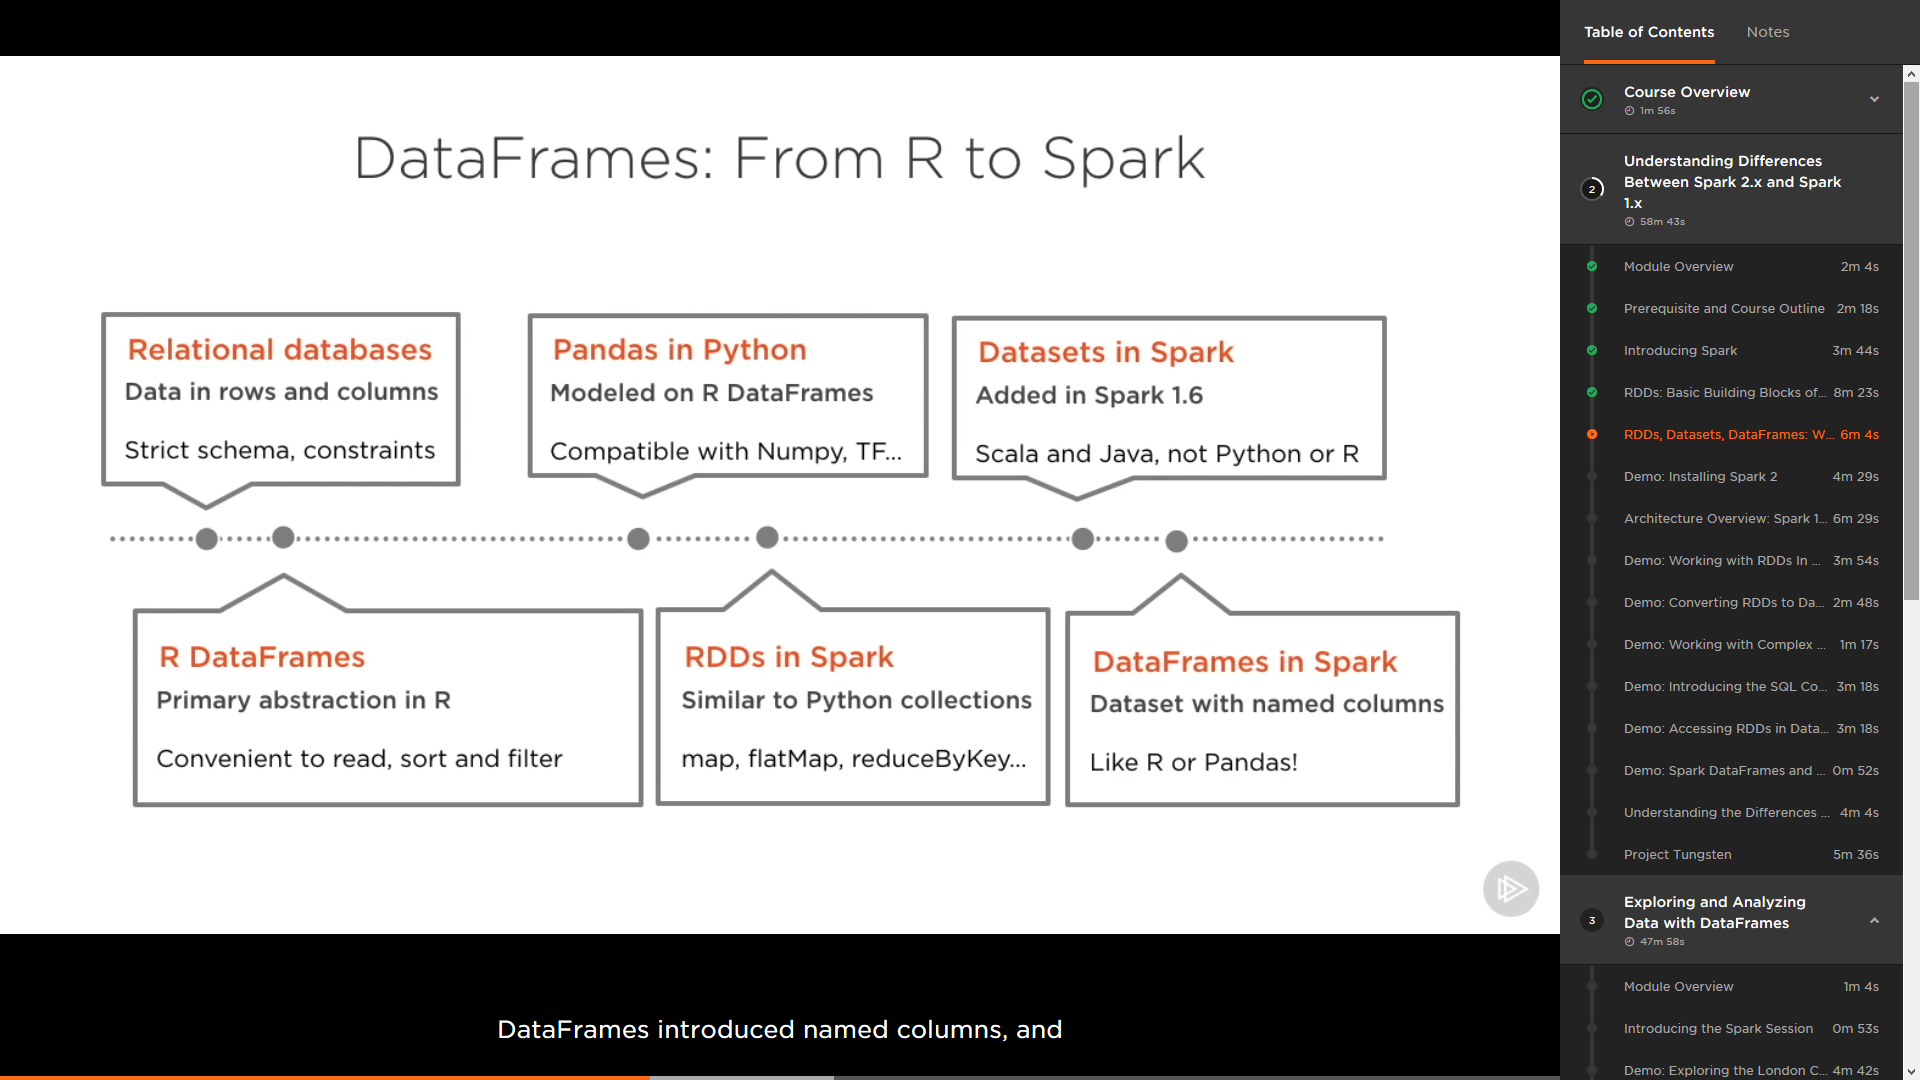 DataFrames: From R to Spark
Relational databases
Data in rows and columns
Strict schema, constraints
Pandas in Python
Modeled on R DataFrames
Compatible with Numpy, TF...
Datasets in Spark
Added in Spark 1.6
Scala and Java, not Python or R
R DataFrames
Primary abstraction in R
Convenient to read, sort and filter
RDDs in Spark
Similar to Python collections
map, flatMap, reduceByKey...
DataFrames in Spark
Dataset with named columns
Like R or Pandas!
DataFrames introduced named columns, and
Table of Contents Notes
Course Overview
1m 56s
2
Understanding Differences
Between Spark 2.x and Spark
1.x
58m 43s
Module Overview 2m 4s
Prerequisite and Course Outline 2m 18s
Introducing Spark 3m 44s
RDDs: Basic Building Blocks of... 8m 23s
RDDs, Datasets, DataFrames: W... 6m 4s
Demo: Installing Spark 2 4m 29s
Architecture Overview: Spark 1... 6m 29s
Demo: Working with RDDs In ... 3m 54s
Demo: Converting RDDs to Da... 2m 48s
Demo: Working with Complex ... 1m 17s
Demo: Introducing the SQL Co... 3m 18s
Demo: Accessing RDDs in Data... 3m 18s
Demo: Spark DataFrames and ... 0m 52s
Understanding the Differences ... 4m 4s
Project Tungsten 5m 36s
3
Exploring and Analyzing
Data with DataFrames
47m 58s
Module Overview 1m 4s
Introducing the Spark Session 0m 53s
Demo: Exploring the London C... 4m 42s